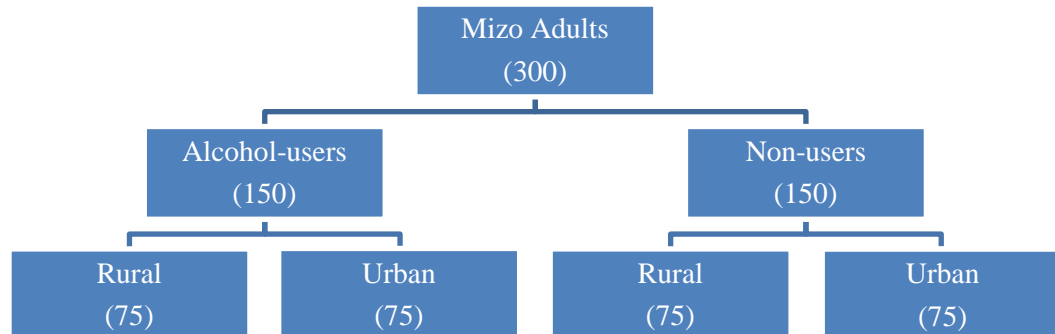 Mizo Adults
(300)
Alcohol-users
(150)
Non-users
(150)
Rural
(75)
Urban
(75)
Rural
(75)
Urban
(75)